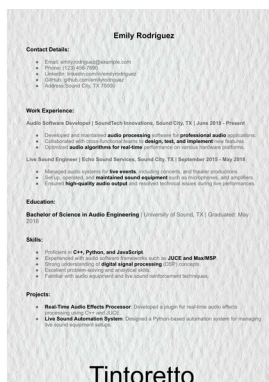 Emily Rodriguez
Contact Details:
Email: emilyrodriguez@example.com
Phone: (123) 456-7890
LinkedIn: linkedin.com/in/emilyrodriguez
GitHub: github.com/emilyrodriguez
Address: Sound City, TX 75000
Work Experience:
Audio Software Developer | SoundTech Innovations, Sound City, TX | June 2018 - Present
Developed and maintained audio processing software for professional audio applications.
Collaborated with cross-functional teams to design, test, and implement new features.
Optimized audio algorithms for real-time performance on various hardware platforms.
Live Sound Engineer | Echo Sound Services, Sound City, TX | September 2015 - May 2018
Managed audio systems for live events, including concerts, and theater productions.
Set up, operated, and maintained sound equipment such as microphones, and amplifiers.
Ensured high-quality audio output and resolved technical issues during live performances.
Education:
Bachelor of Science in Audio Engineering | University of Sound, TX | Graduated: May
2018
Skills:
Proficient in C++, Python, and JavaScript.
Experienced with audio software frameworks such as JUCE and Max/MSP.
Strong understanding of digital signal processing (DSP) concepts.
Excellent problem-solving and analytical skills.
Familiar with audio equipment and live sound reinforcement techniques.
Projects:
Real-Time Audio Effects Processor: Developed a plugin for real-time audio effects
processing using C++ and JUCE.
Live Sound Automation System: Designed a Python-based automation system for managing
live sound equipment setups.
Tintoretto